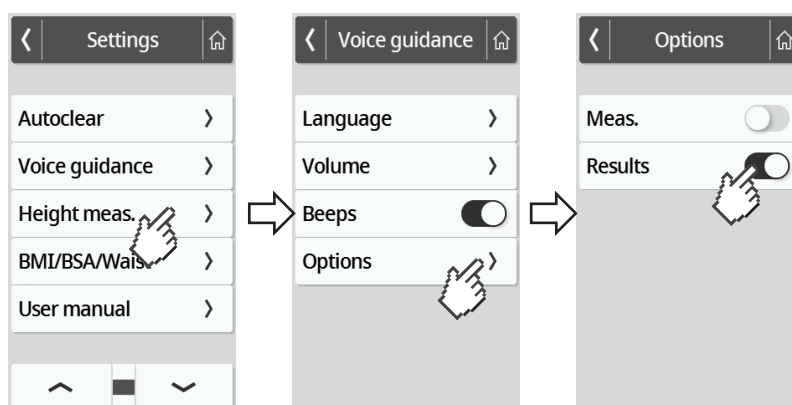 Settings
Autoclear
Voice guidance
Height meas.
BMI/BSA/Waist
User manual
Voice guidance
Language
Volume
Beeps
Options
Options
Meas.
Results